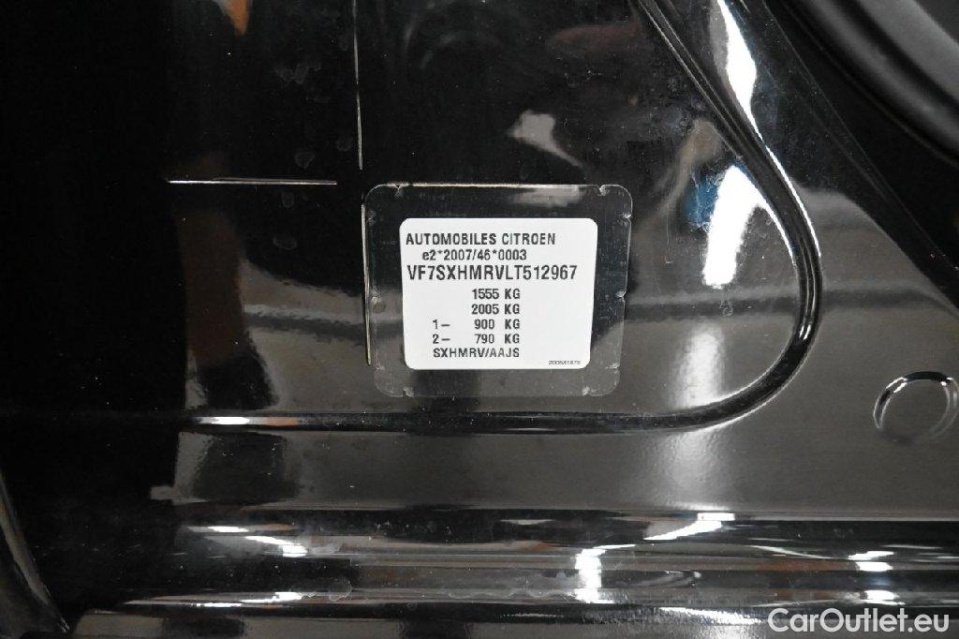 AUTOMOBILES CITROEN
e2*2007/46*0003
VF7SXHMRVLT512967
1555 KG
2005 KG
1- 900 KG
2- 790 KG
SXHMRV/AAJS
CarOutlet.eu